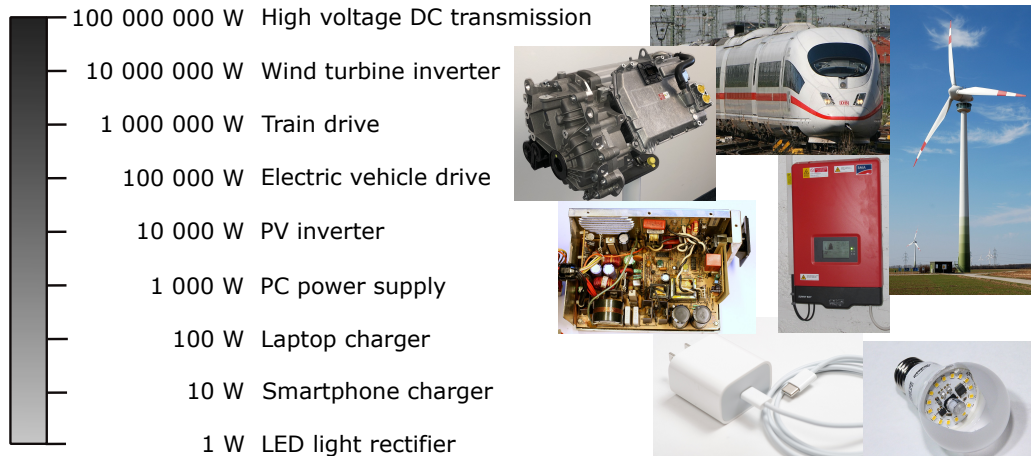 100 000 000 W High voltage DC transmission
10 000 000 W Wind turbine inverter
1 000 000 W Train drive
100 000 W Electric vehicle drive
10 000 W PV inverter
1 000 W PC power supply
100 W Laptop charger
10 W Smartphone charger
1 W LED light rectifier
DB